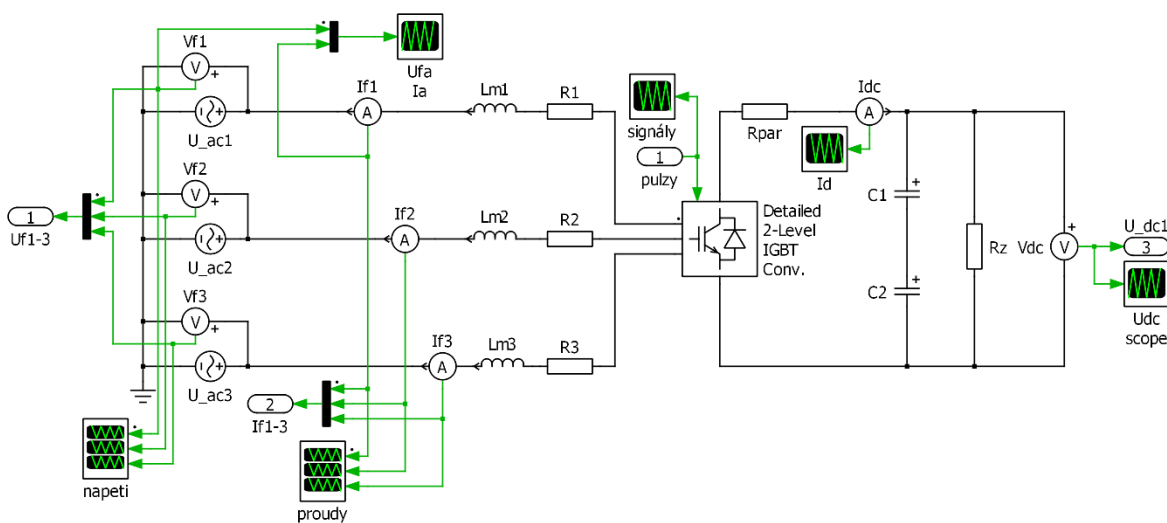 Vf1
V
+
U_ac1
Ufa
Ia
If1
A
Lm1
R1
signály
1
pulzy
Rpar
Idc
A
Id
Vf2
V
+
U_ac2
1
Uf1-3
If2
A
Lm2
R2
Detailed
2-Level
IGBT
Conv.
C1
+
C2
+
Rz
Vdc
V
+
U_dc1
3
Udc
scope
Vf3
V
+
U_ac3
If3
A
Lm3
R3
2
If1-3
napeti
proudy